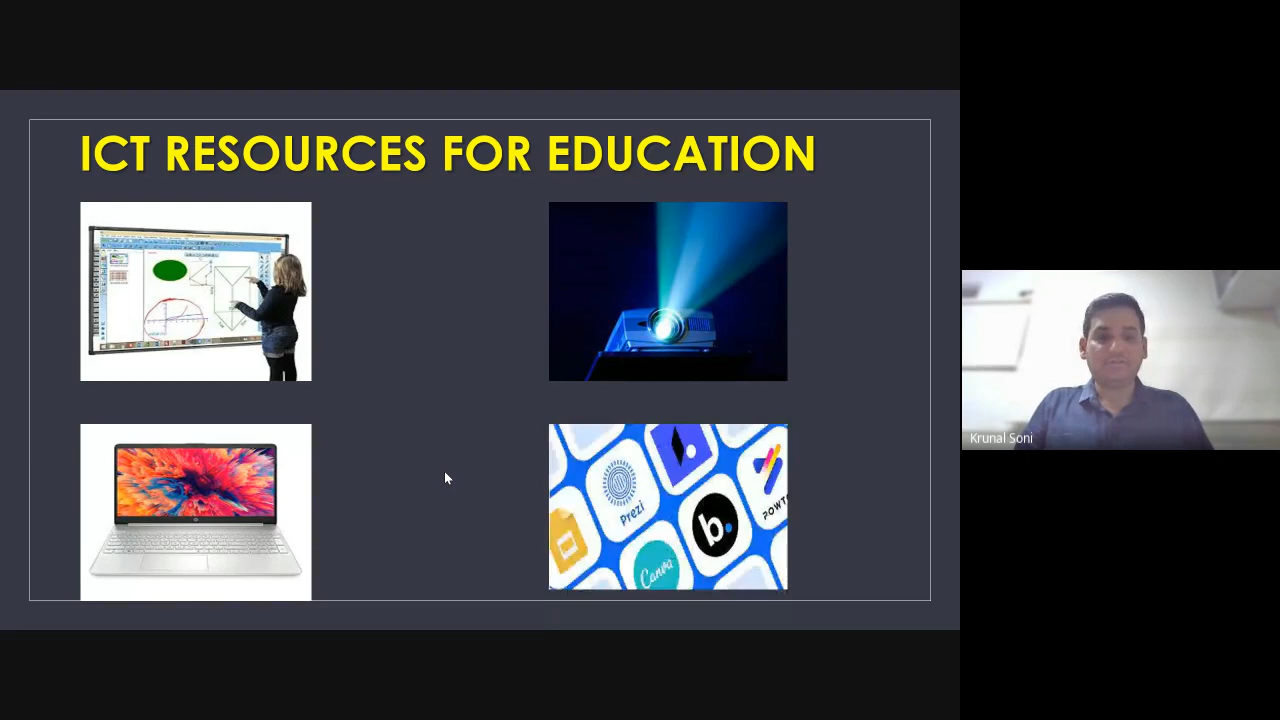 ICT RESOURCES FOR EDUCATION
Prezi
b.
POWT
Canva
Krunal Soni